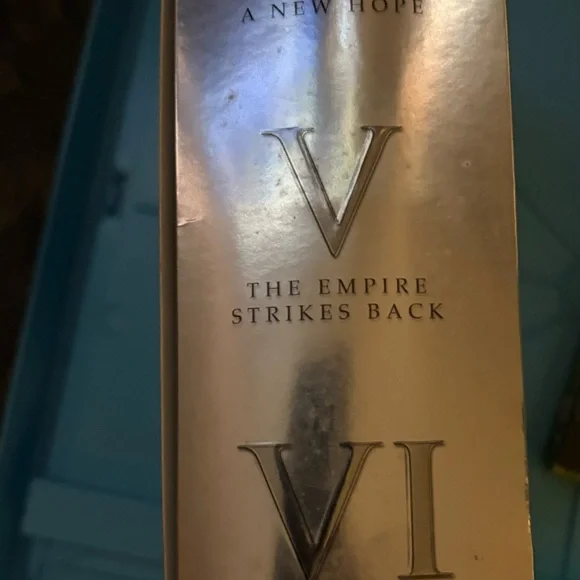 A NEW HOPE
V
THE EMPIRE
STRIKES BACK
VI